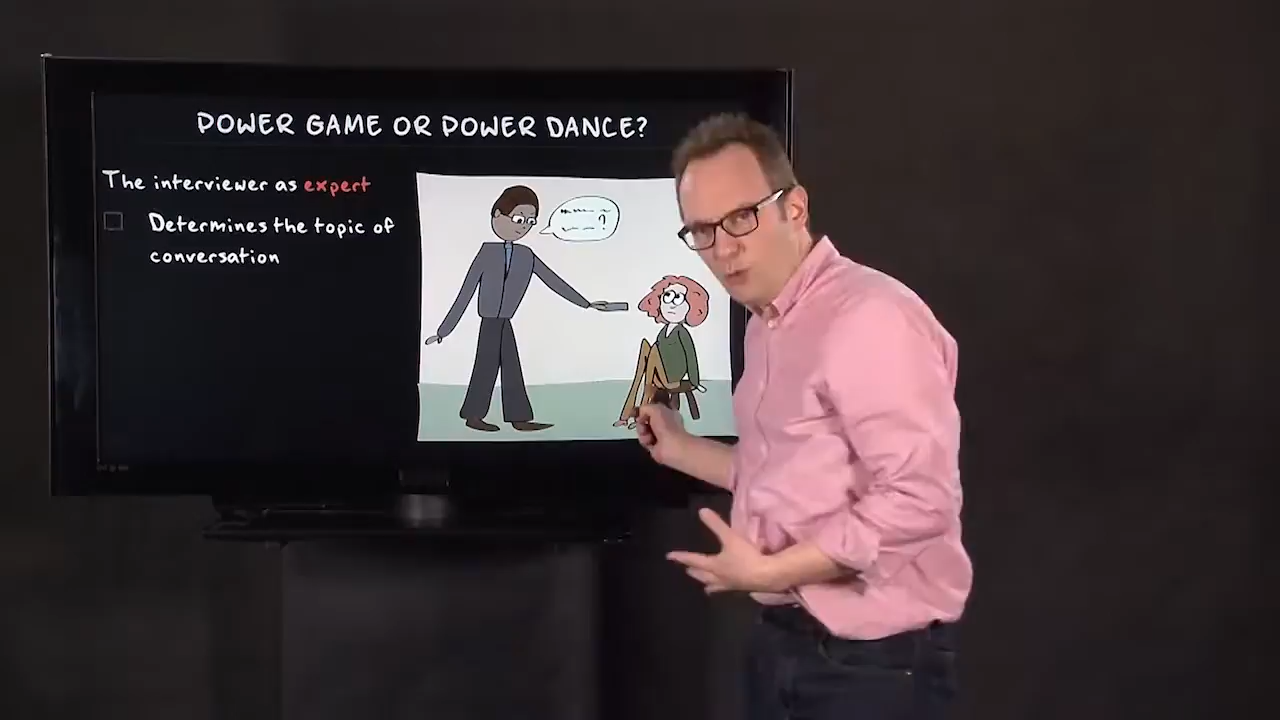 POWER GAME OR POWER DANCE?
The interviewer as expert
Determines the topic of
conversation
?